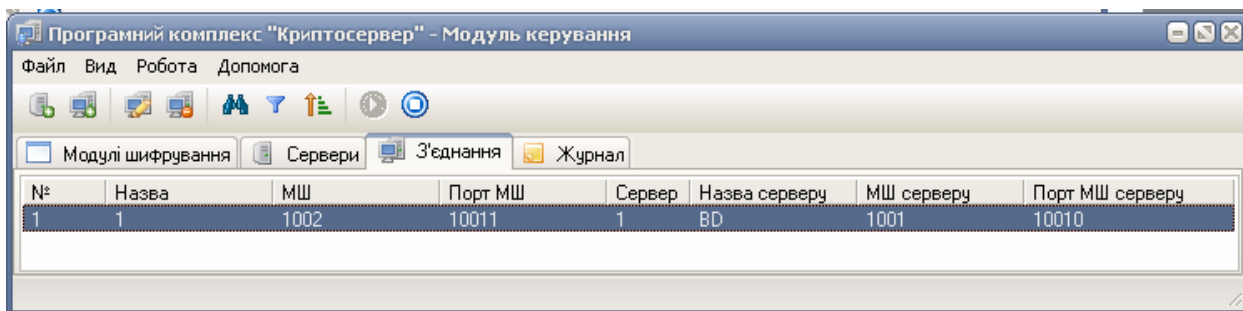 Програмний комплекс "Криптосервер" - Модуль керування
Файл Вид Робота Допомога
Модулі шифрування Сервери З'єднання Журнал
№ Назва МШ Порт МШ Сервер Назва серверу МШ серверу Порт МШ серверу
1 1 1002 10011 1 BD 1001 10010